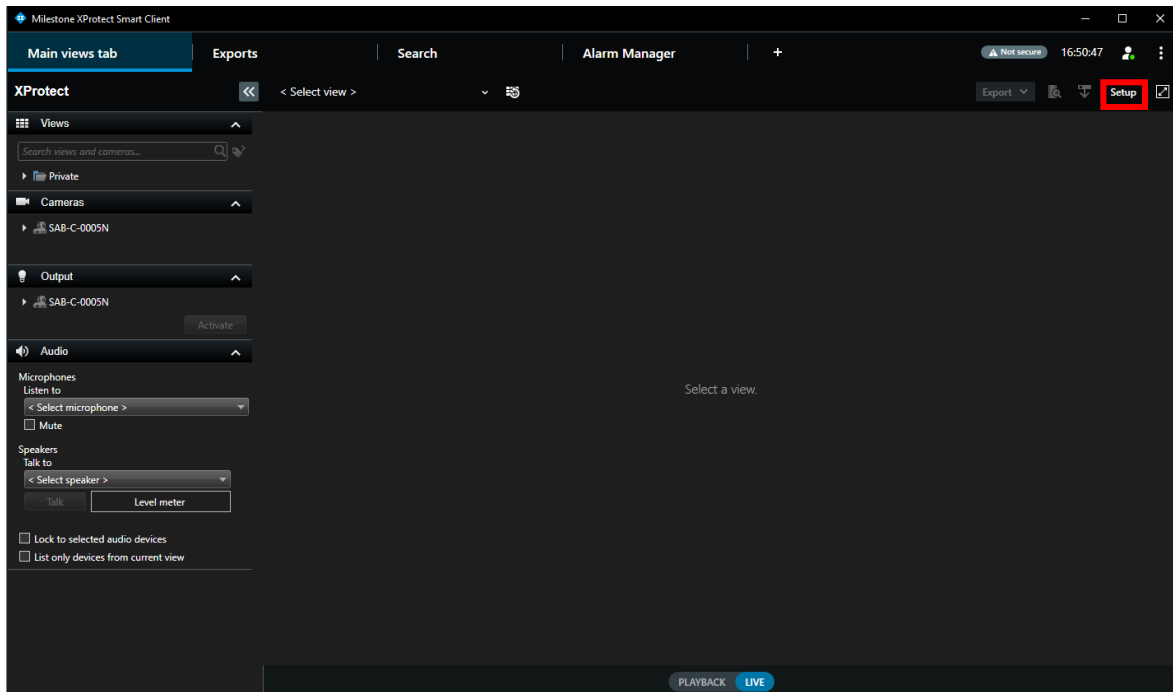 Milestone XProtect Smart Client
Main views tab
Exports
Search
Alarm Manager
+
Not secure
16:50:47
XProtect
< Select view >
Export
Setup
Views
Search views and cameras...
Private
Cameras
SAB-C-0005N
Output
SAB-C-0005N
Activate
Audio
Microphones
Listen to
< Select microphone >
Mute
Speakers
Talk to
< Select speaker >
Talk
Level meter
Lock to selected audio devices
List only devices from current view
Select a view.
PLAYBACK
LIVE